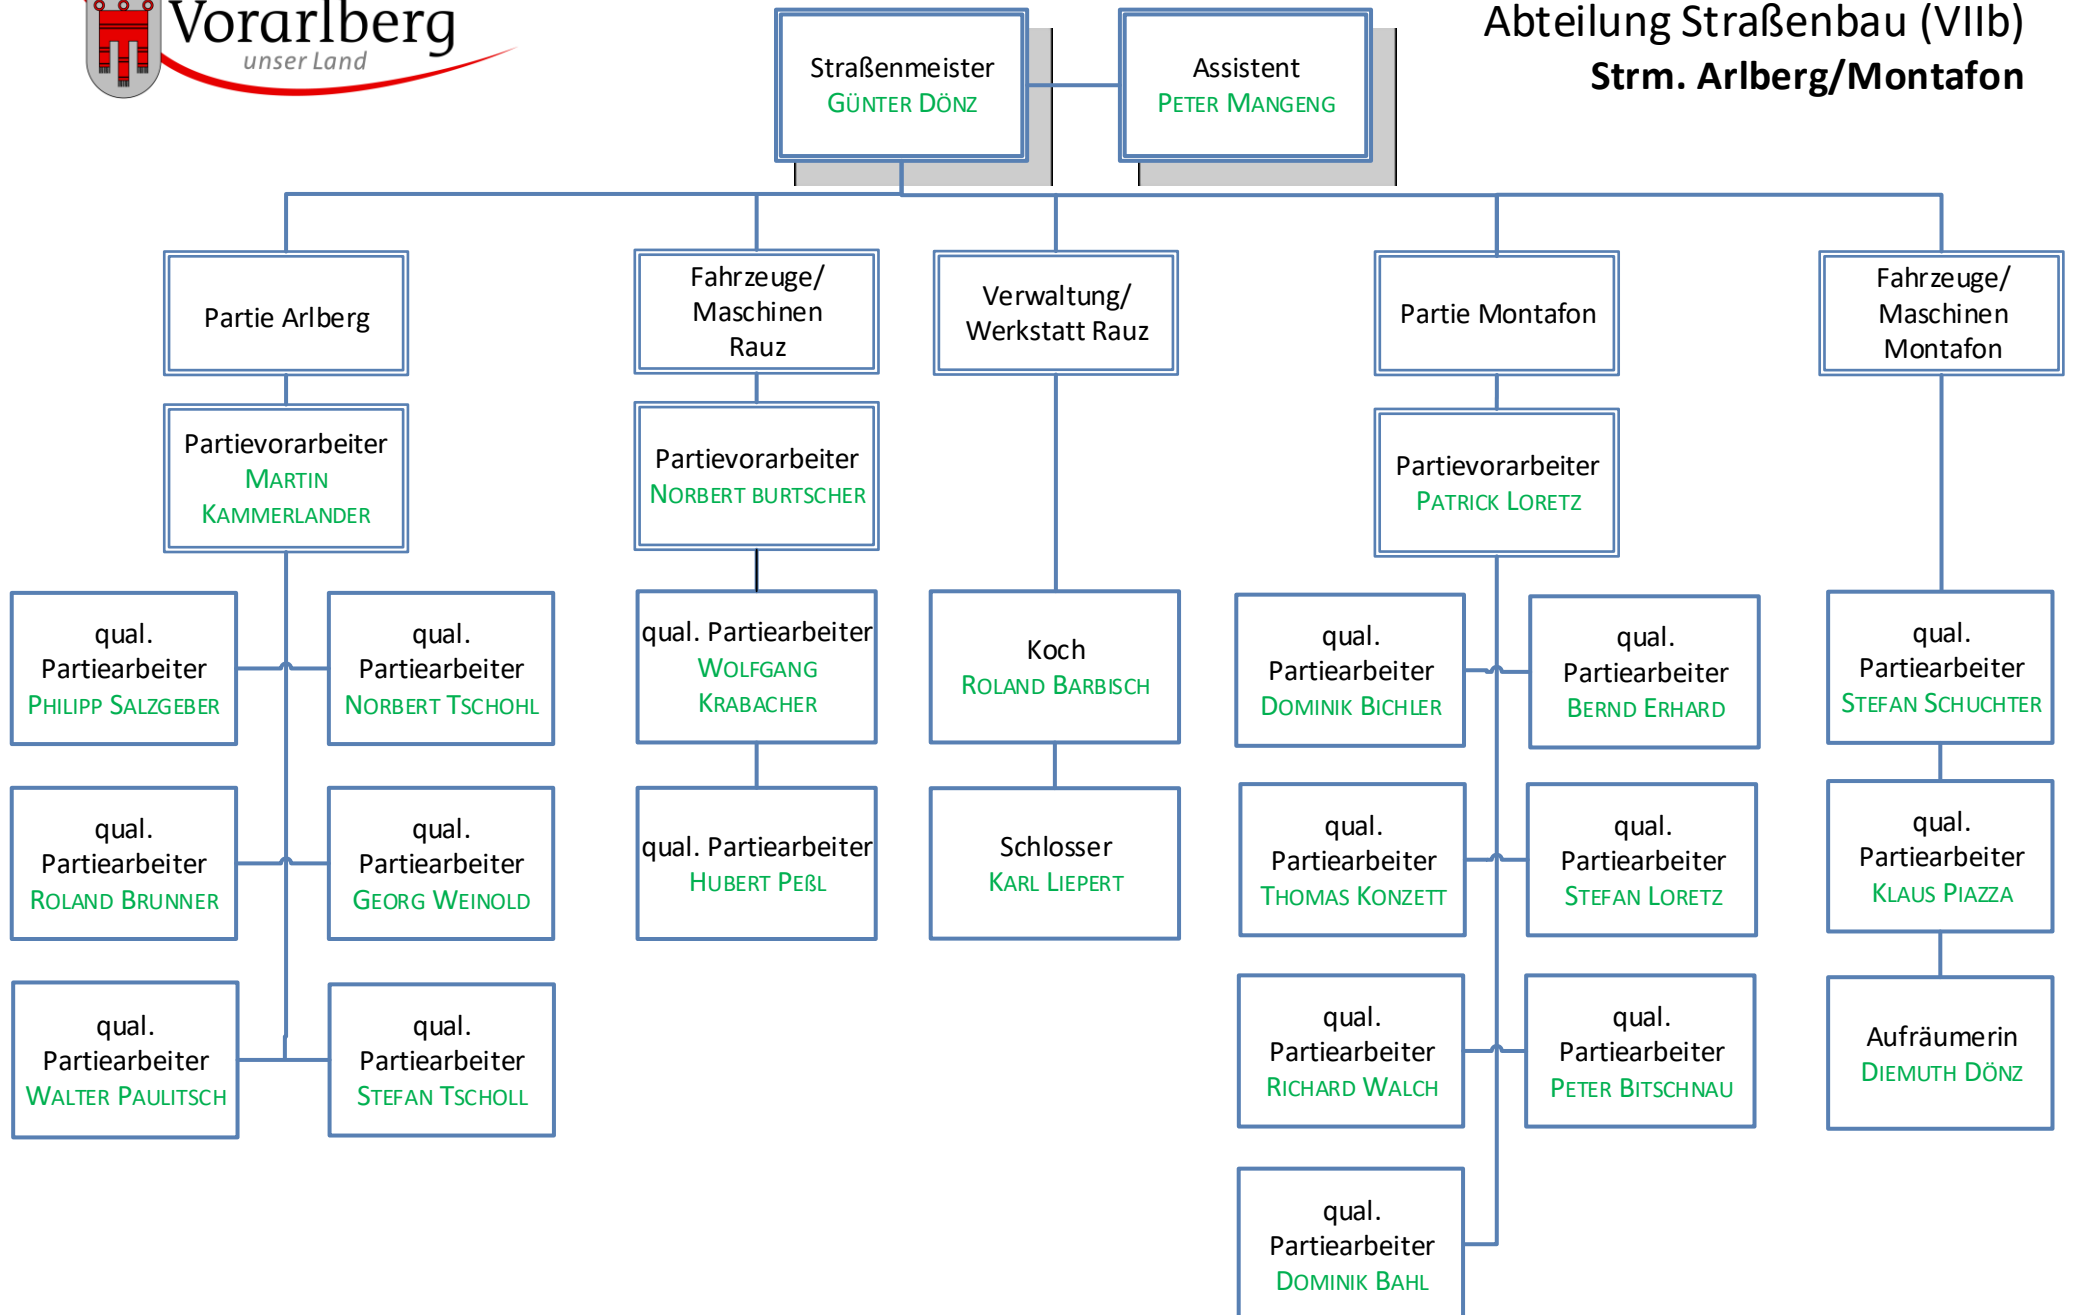 Vorarlberg
unser Land
Abteilung Straßenbau (VIIb)
Strm. Arlberg/Montafon
Straßenmeister
GÜNTER DÖNZ
Assistent
PETER MANGENG
Partie Arlberg
Fahrzeuge/
Maschinen
Rauz
Verwaltung/
Werkstatt Rauz
Partie Montafon
Fahrzeuge/
Maschinen
Montafon
Partievorarbeiter
MARTIN
KAMMERLANDER
Partievorarbeiter
NORBERT BURTSCHER
Partievorarbeiter
PATRICK LORETZ
qual.
Partiearbeiter
PHILIPP SALZGEBER
qual.
Partiearbeiter
NORBERT TSCHOHL
qual. Partiearbeiter
WOLFGANG
KRABACHER
Koch
ROLAND BARBISCH
qual.
Partiearbeiter
DOMINIK BICHLER
qual.
Partiearbeiter
BERND ERHARD
qual.
Partiearbeiter
STEFAN SCHUCHTER
qual.
Partiearbeiter
ROLAND BRUNNER
qual.
Partiearbeiter
GEORG WEINOLD
qual. Partiearbeiter
HUBERT PEßL
Schlosser
KARL LIEPERT
qual.
Partiearbeiter
THOMAS KONZETT
qual.
Partiearbeiter
STEFAN LORETZ
qual.
Partiearbeiter
KLAUS PIAZZA
qual.
Partiearbeiter
WALTER PAULITSCH
qual.
Partiearbeiter
STEFAN TSCHOLL
qual.
Partiearbeiter
RICHARD WALCH
qual.
Partiearbeiter
PETER BITSCHNAU
Aufräumerin
DIEMUTH DÖNZ
qual.
Partiearbeiter
DOMINIK BAHL